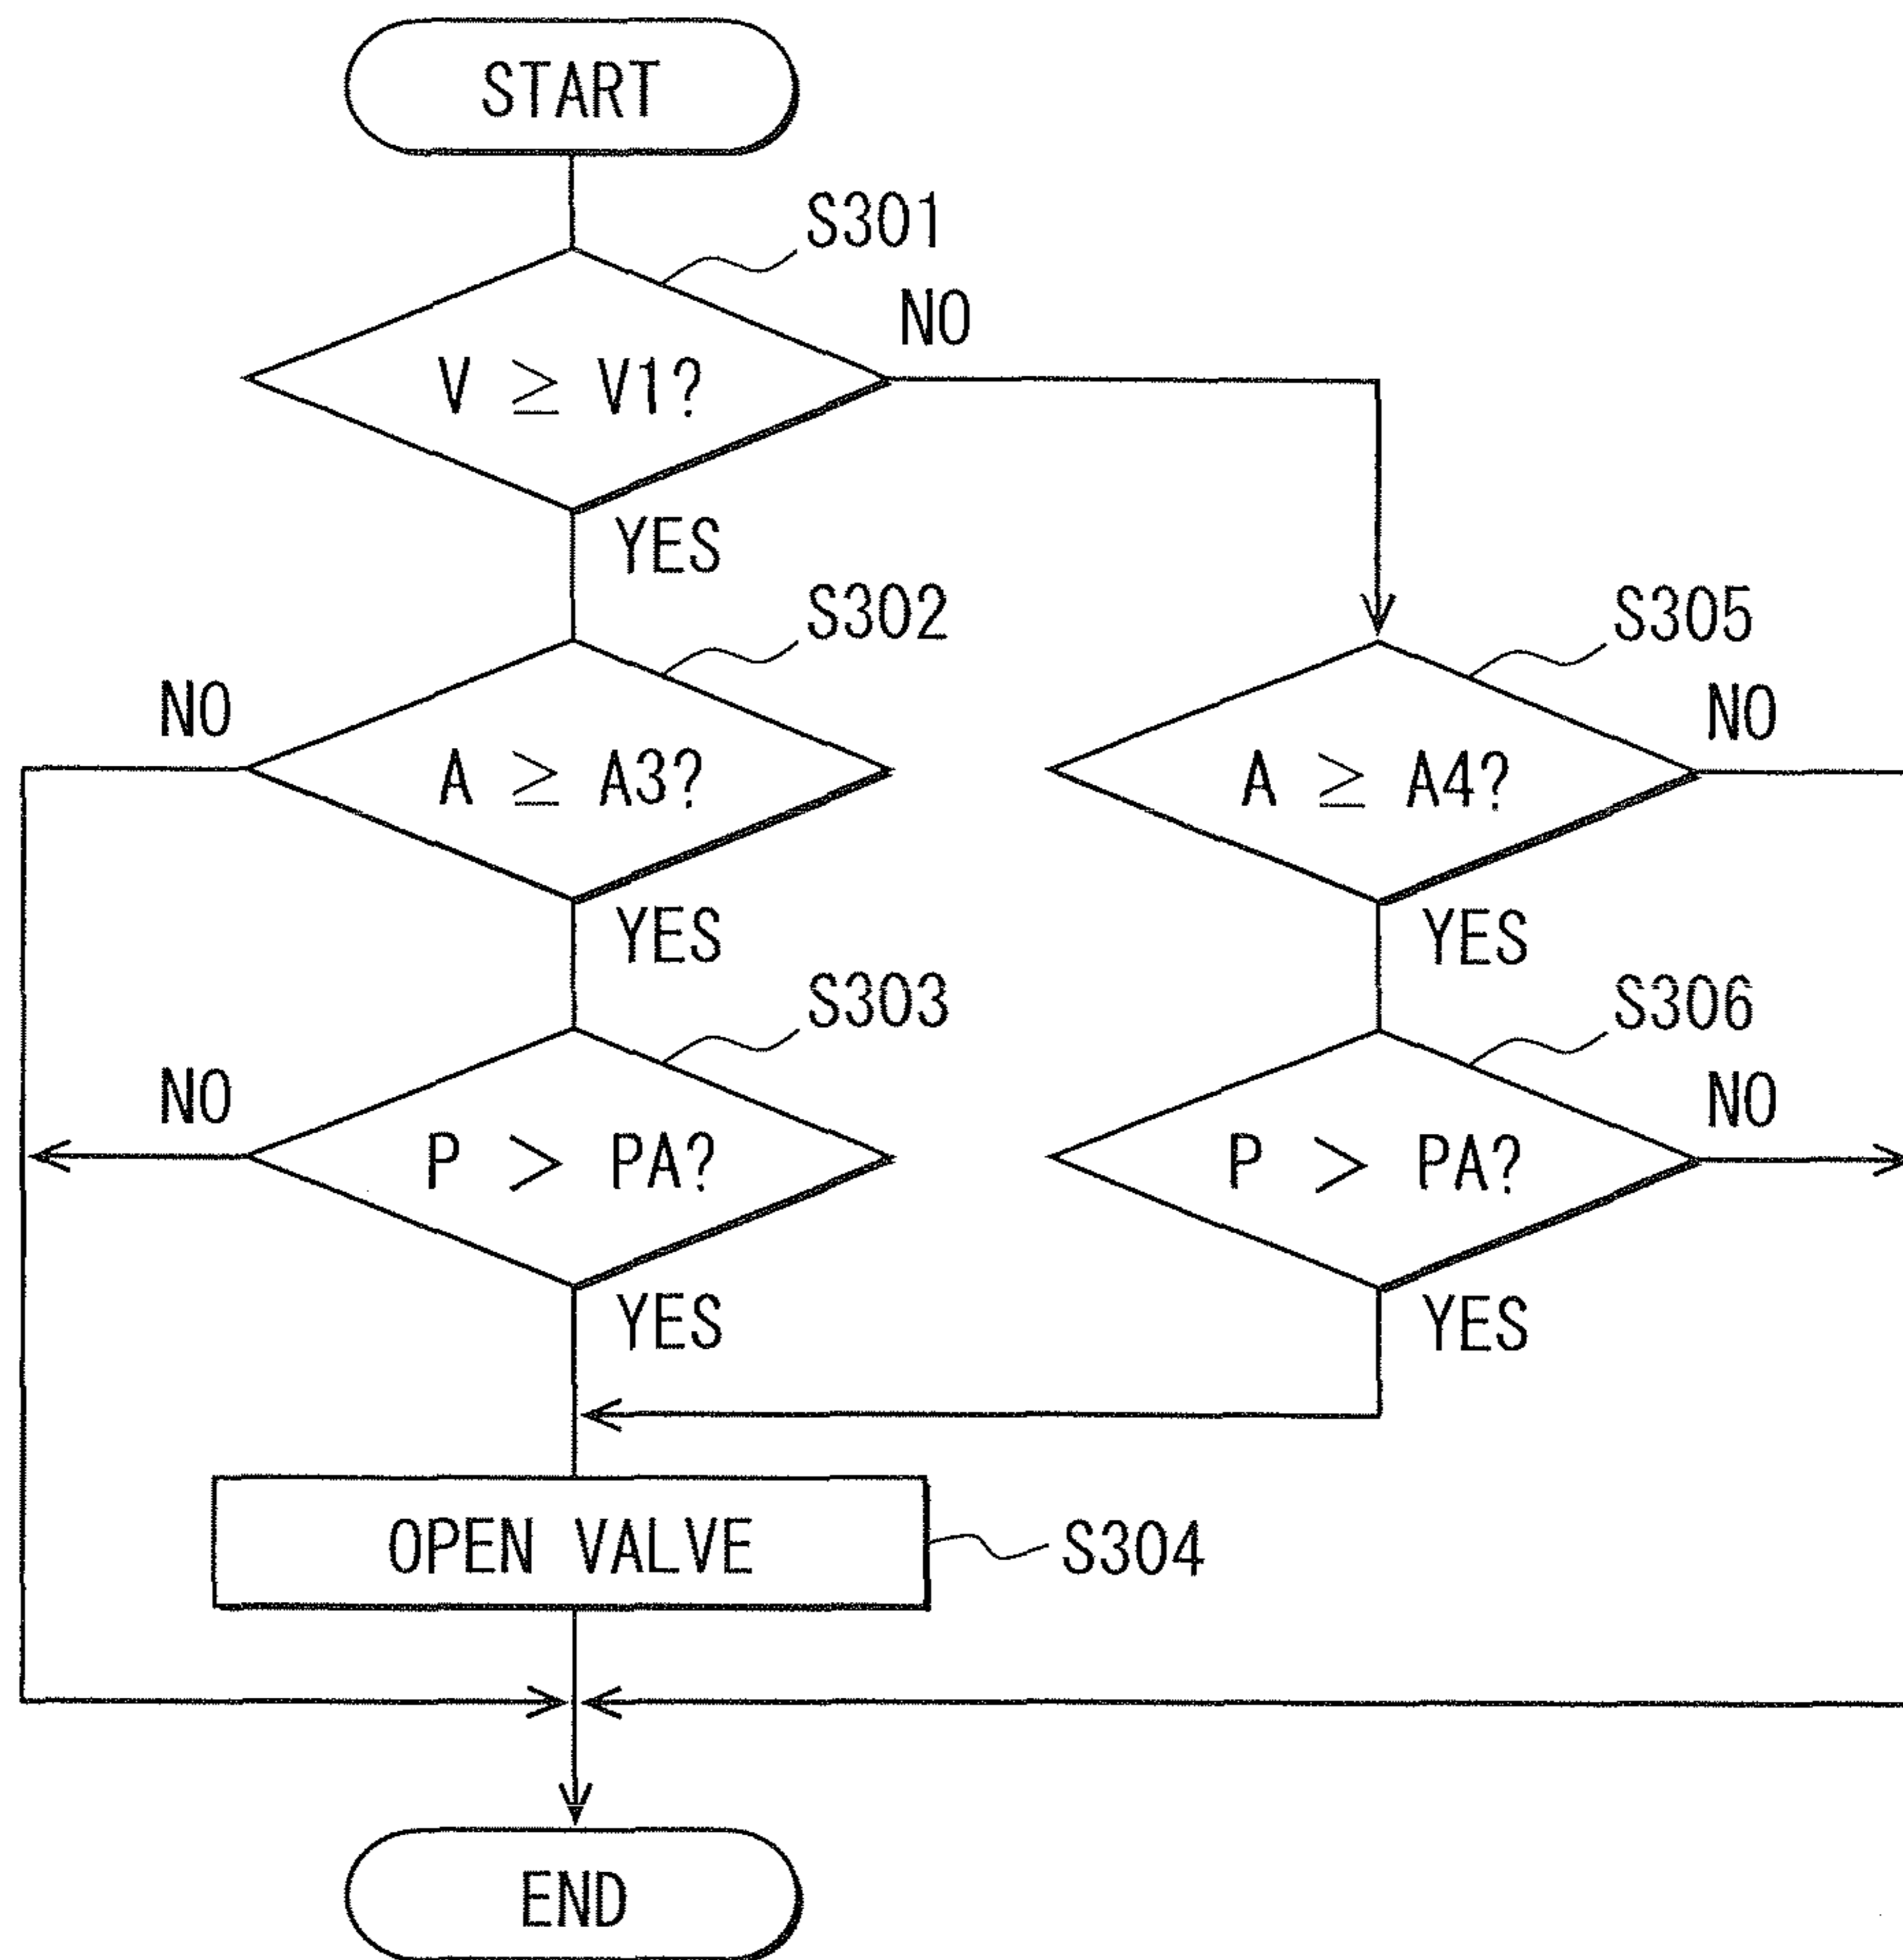 START
S301
NO
V ≥ V1?
YES
S302
NO
A ≥ A3?
YES
S305
NO
A ≥ A4?
YES
S303
NO
P > PA?
YES
S306
NO
P > PA?
YES
OPEN VALVE
S304
END